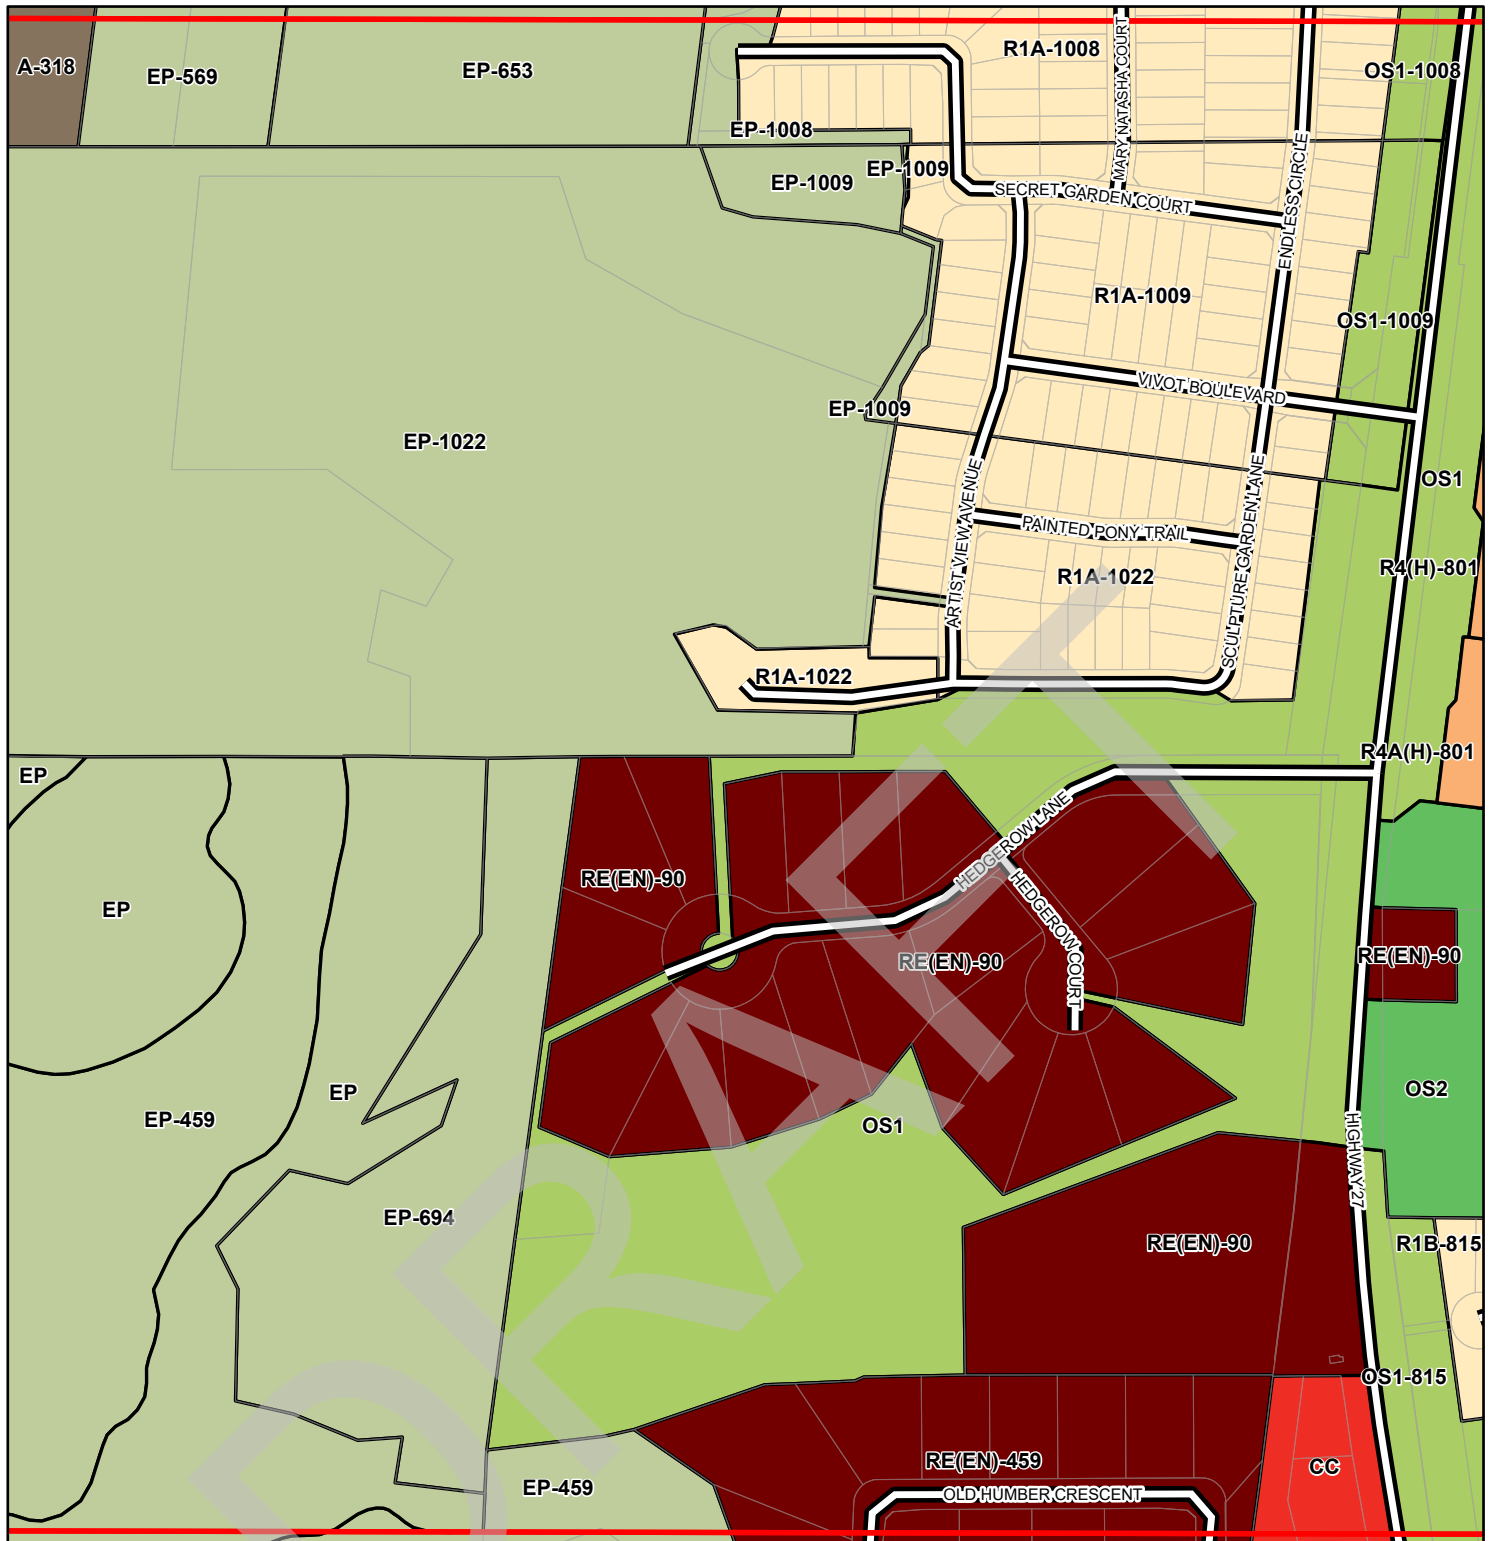 A-318
EP-569
EP-653
R1A-1008
MARY NATASHA COURT
OS1-1008
EP-1008
EP-1009
EP-1009
SECRET GARDEN COURT
ENDLESS CIRCLE
R1A-1009
OS1-1009
VIVOT BOULEVARD
EP-1009
EP-1022
OS1
ARTIST VIEW AVENUE
PAINTED PONY TRAIL
SCULPTURE GARDEN LANE
R4(H)-801
R1A-1022
R1A-1022
R4A(H)-801
EP
HEDGEROW LANE
RE(EN)-90
HEDGEROW COURT
EP
RE(EN)-90
RE(EN)-90
OS2
EP
EP-459
OS1
HIGHWAY 27
EP-694
RE(EN)-90
R1B-815
OS1-815
RE(EN)-459
CC
EP-459
OLD HUMBER CRESCENT
DRAFT